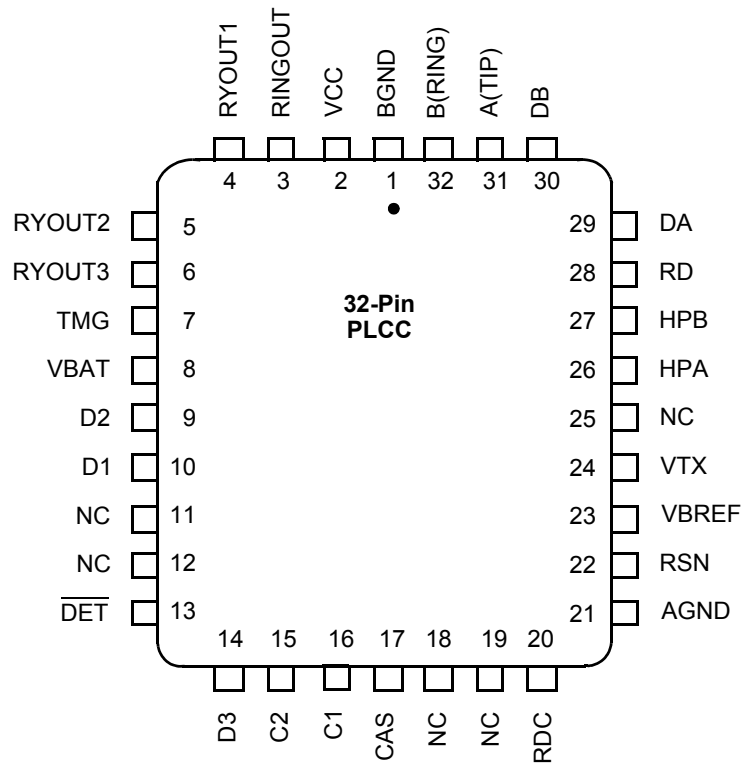 RYOUT1
RINGOUT
VCC
BGND
B(RING)
A(TIP)
DB
4
3
2
1
32
31
30
RYOUT2
5
29
DA
RYOUT3
6
28
RD
TMG
7
27
HPB
VBAT
8
26
HPA
D2
9
25
NC
D1
10
24
VTX
NC
11
23
VBREF
NC
12
22
RSN
D̅E̅T̅
13
21
AGND
32-Pin
PLCC
14
15
16
17
18
19
20
D3
C2
C1
CAS
NC
NC
RDC